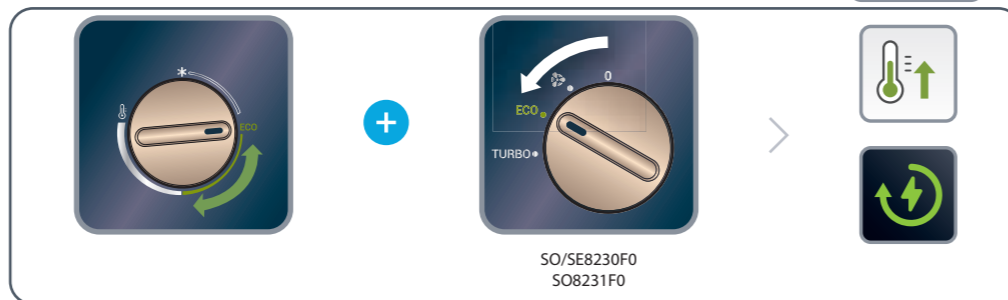 ECO
0
ECO
TURBO
SO/SE8230F0
SO8231F0